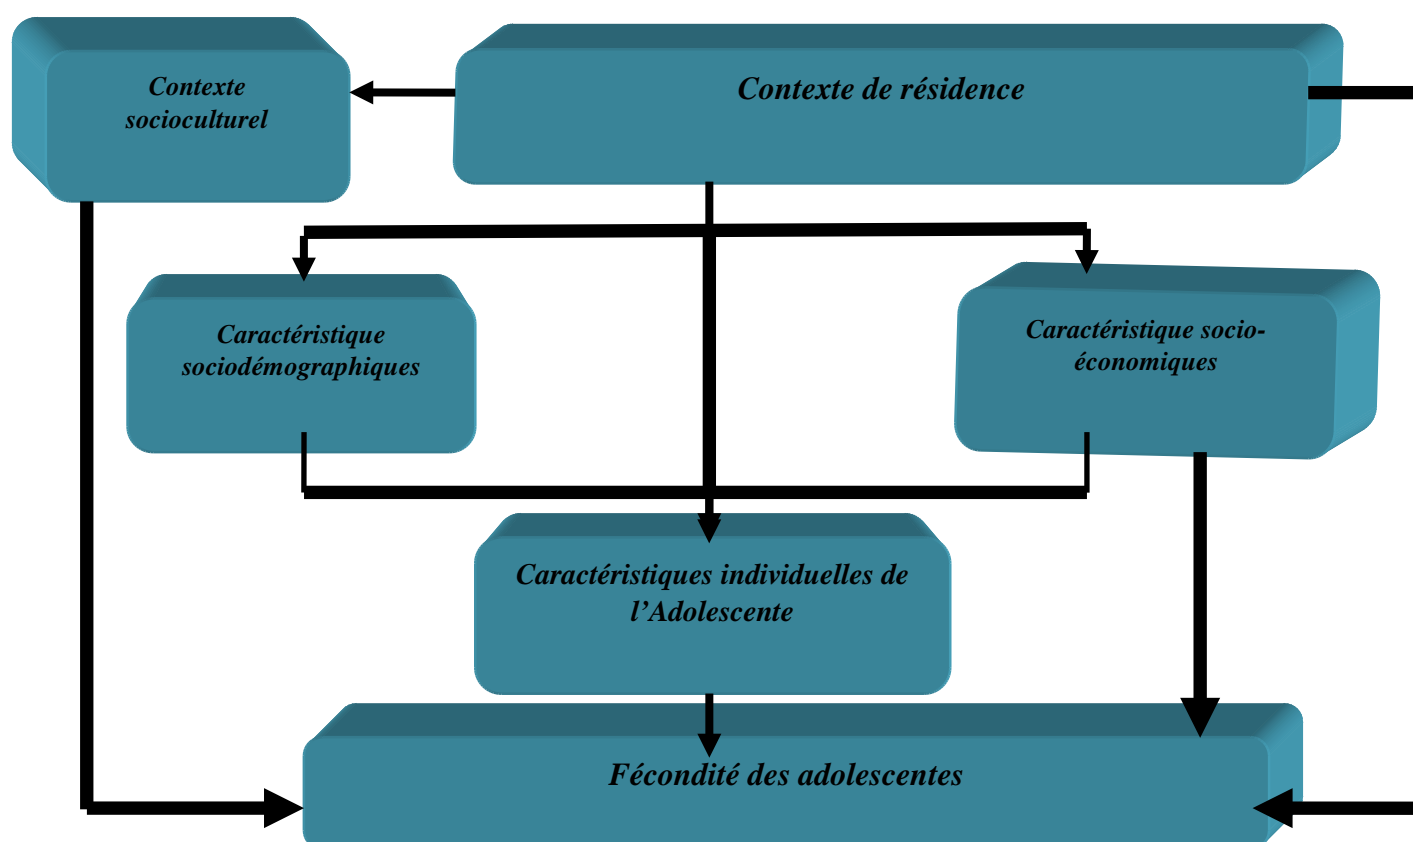 Contexte
socioculturel
Contexte de résidence
Caractéristique
sociodémographiques
Caractéristique socio-
économiques
Caractéristiques individuelles de
l’Adolescente
Fécondité des adolescentes